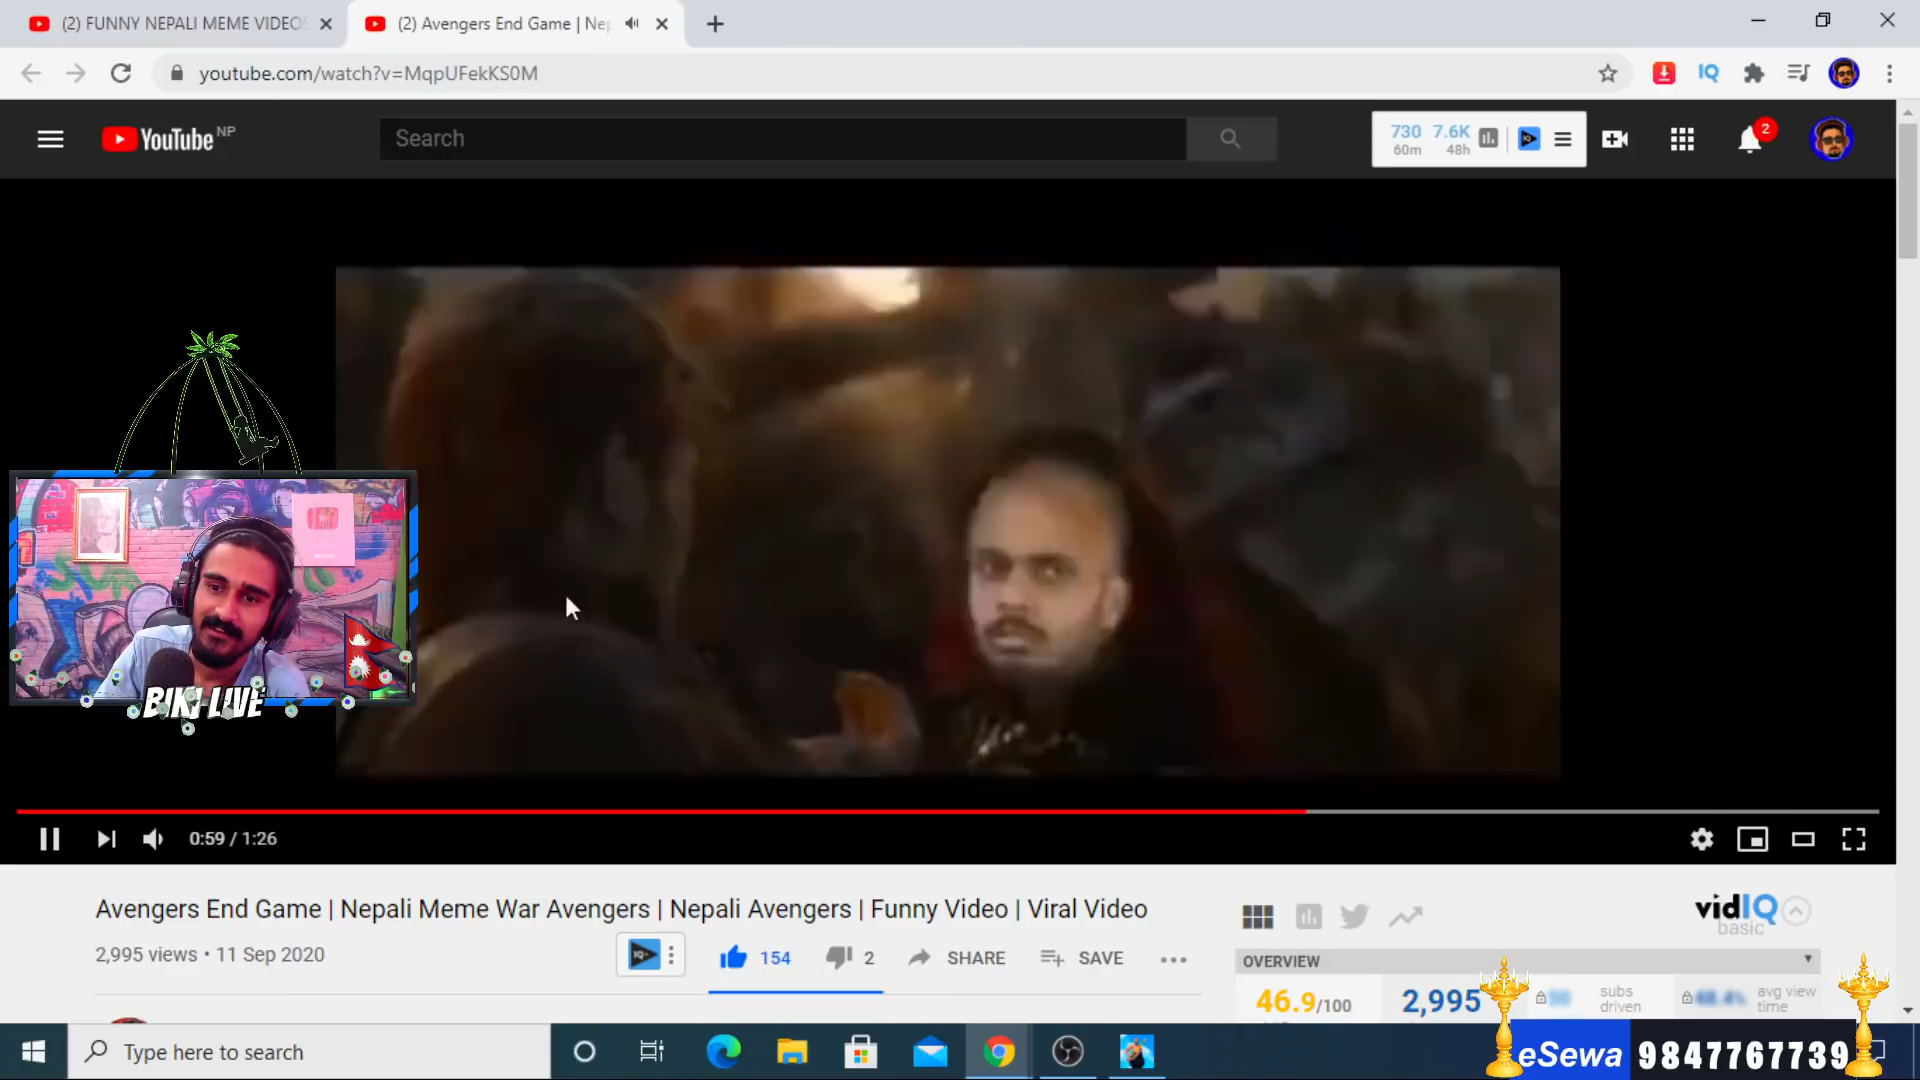 (2) FUNNY NEPALI MEME VIDEOS
(2) Avengers End Game | Nep
youtube.com/watch?v=MqpUFekKS0M
YouTube NP
Search
730 7.6K
60m 48h
2
BIKI LIVE
0:59 / 1:26
Avengers End Game | Nepali Meme War Avengers | Nepali Avengers | Funny Video | Viral Video
2,995 views • 11 Sep 2020
154 2 SHARE SAVE
vidIQ
basic
OVERVIEW
46.9/100 2,995
subs driven
avg view time
Type here to search
eSewa 9847767739